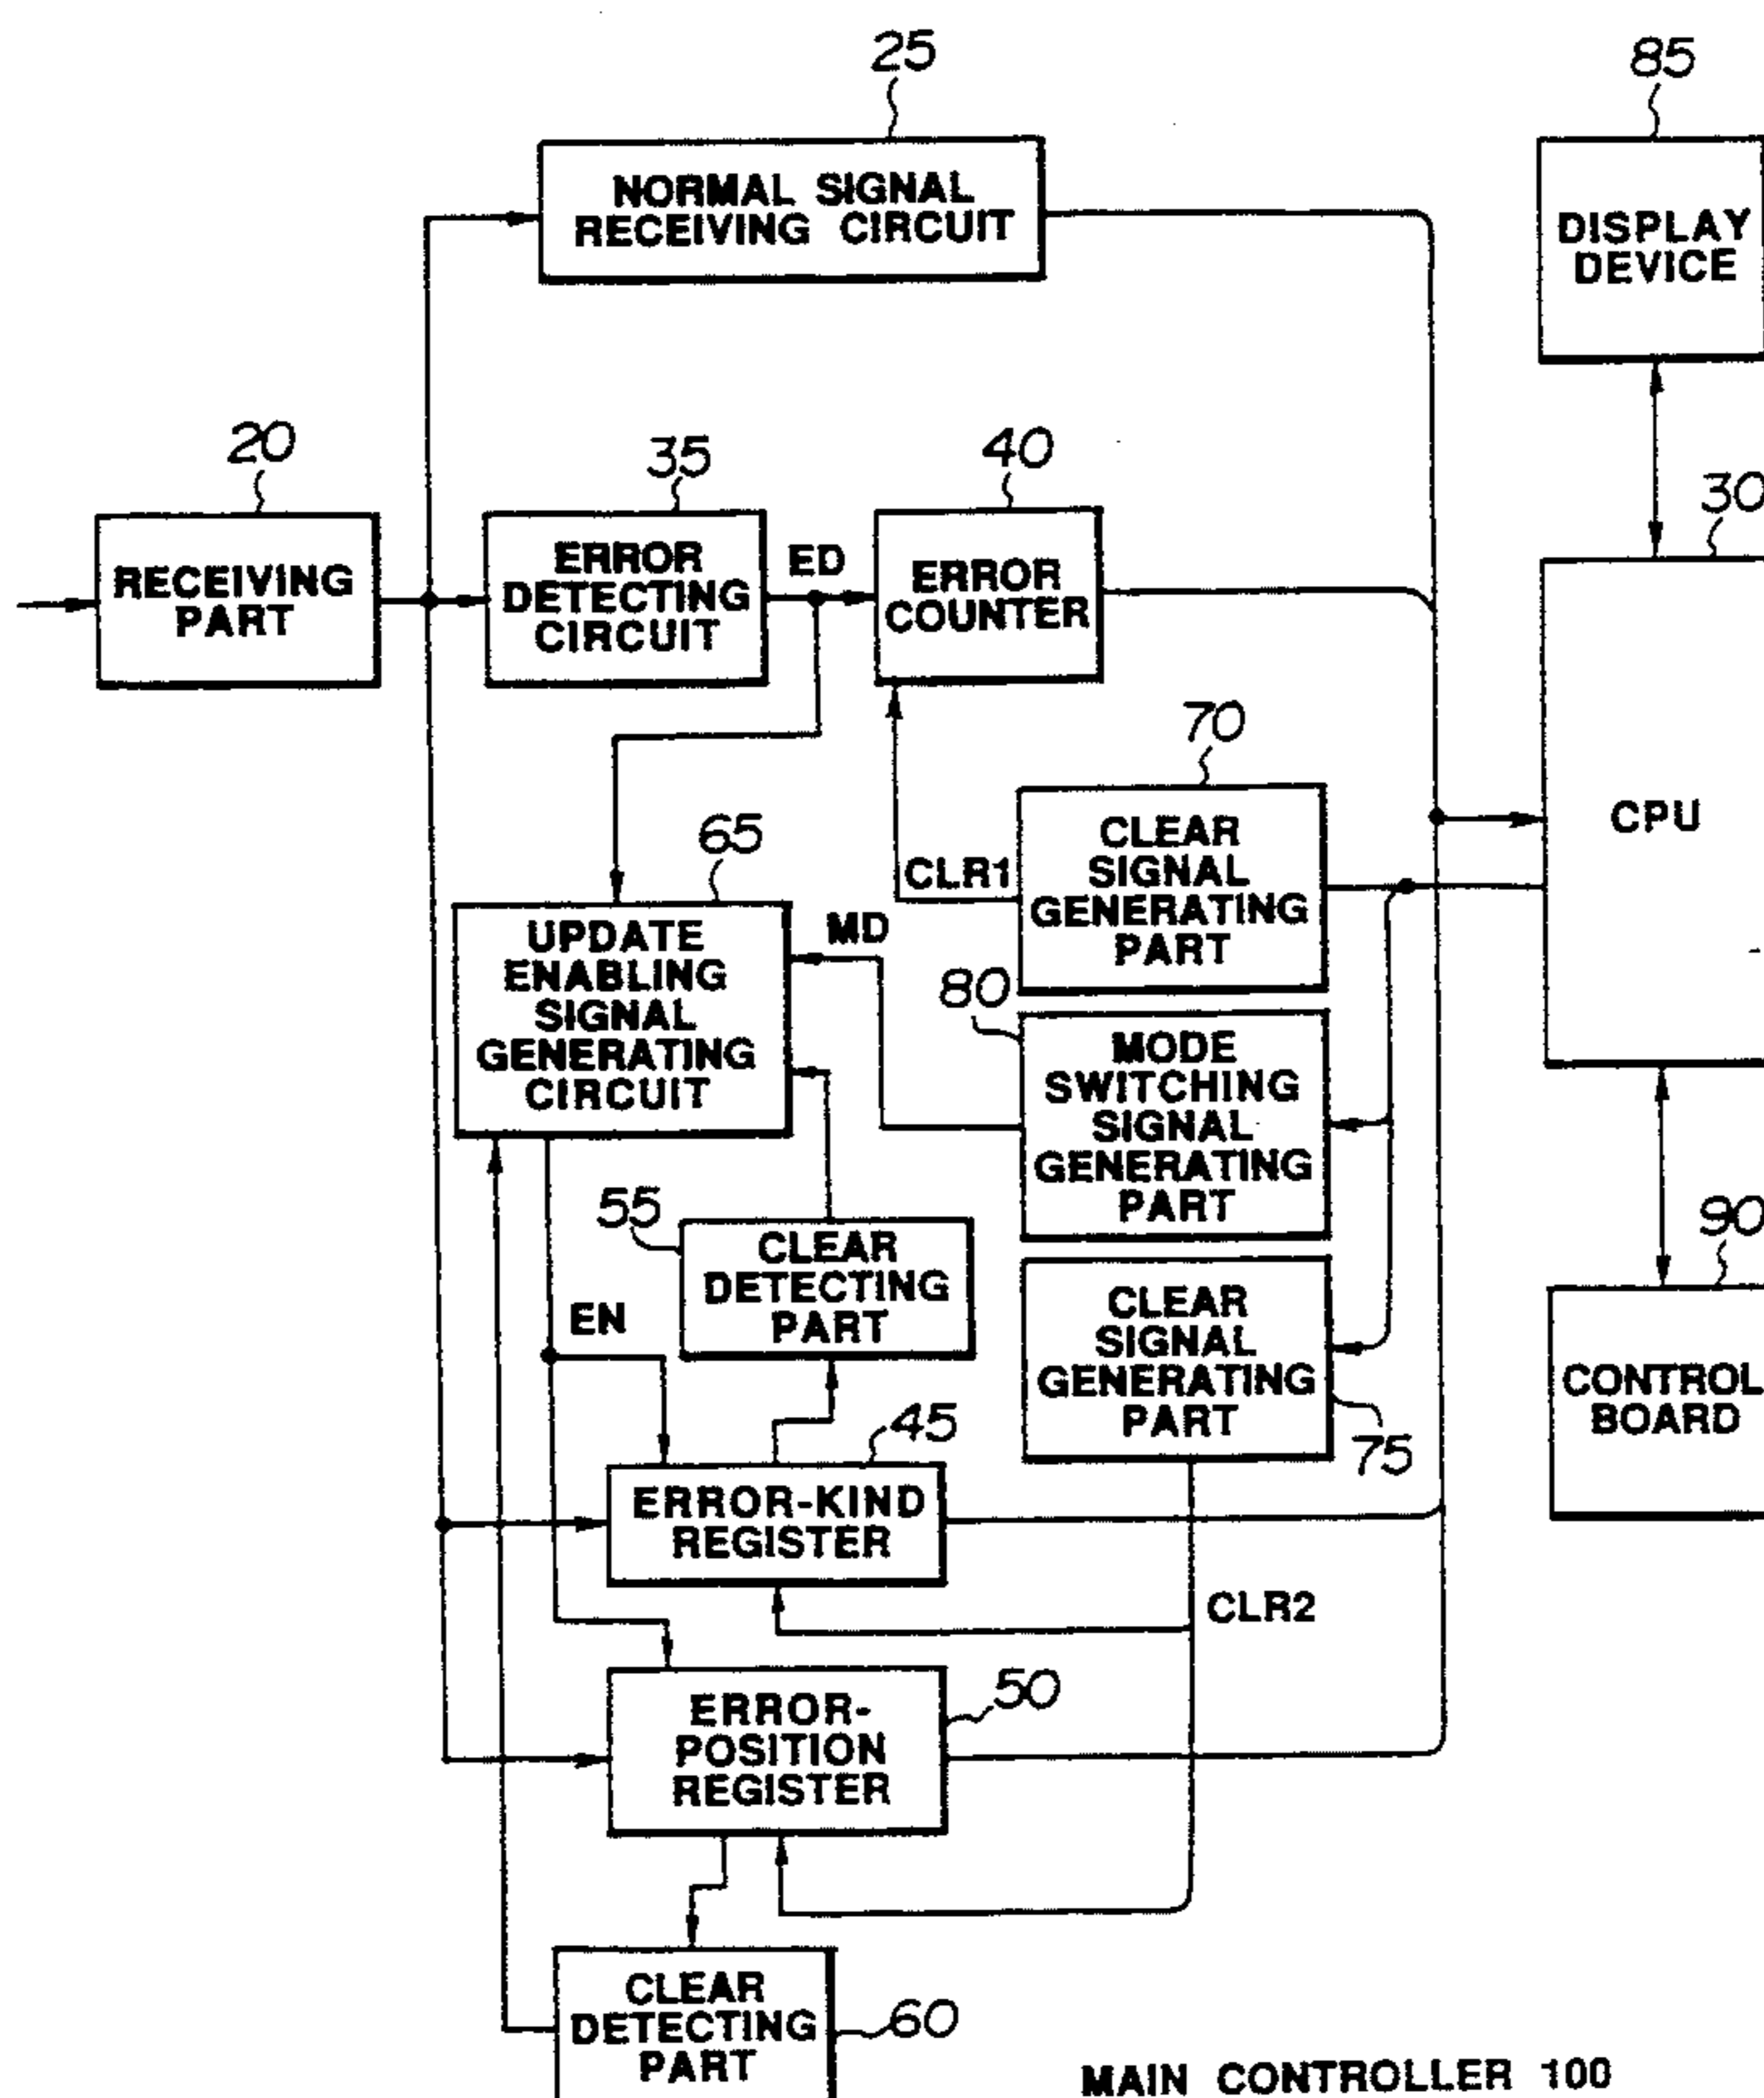 25
85
NORMAL SIGNAL
RECEIVING CIRCUIT
DISPLAY
DEVICE
20
35
40
30
RECEIVING
PART
ERROR
DETECTING
CIRCUIT
ED
ERROR
COUNTER
CPU
70
65
CLR1
CLEAR
SIGNAL
GENERATING
PART
UPDATE
ENABLING
SIGNAL
GENERATING
CIRCUIT
MD
80
MODE
SWITCHING
SIGNAL
GENERATING
PART
55
CLEAR
DETECTING
PART
90
EN
CLEAR
SIGNAL
GENERATING
PART
75
CONTROL
BOARD
45
ERROR-KIND
REGISTER
CLR2
50
ERROR-
POSITION
REGISTER
CLEAR
DETECTING
PART
60
MAIN CONTROLLER 100